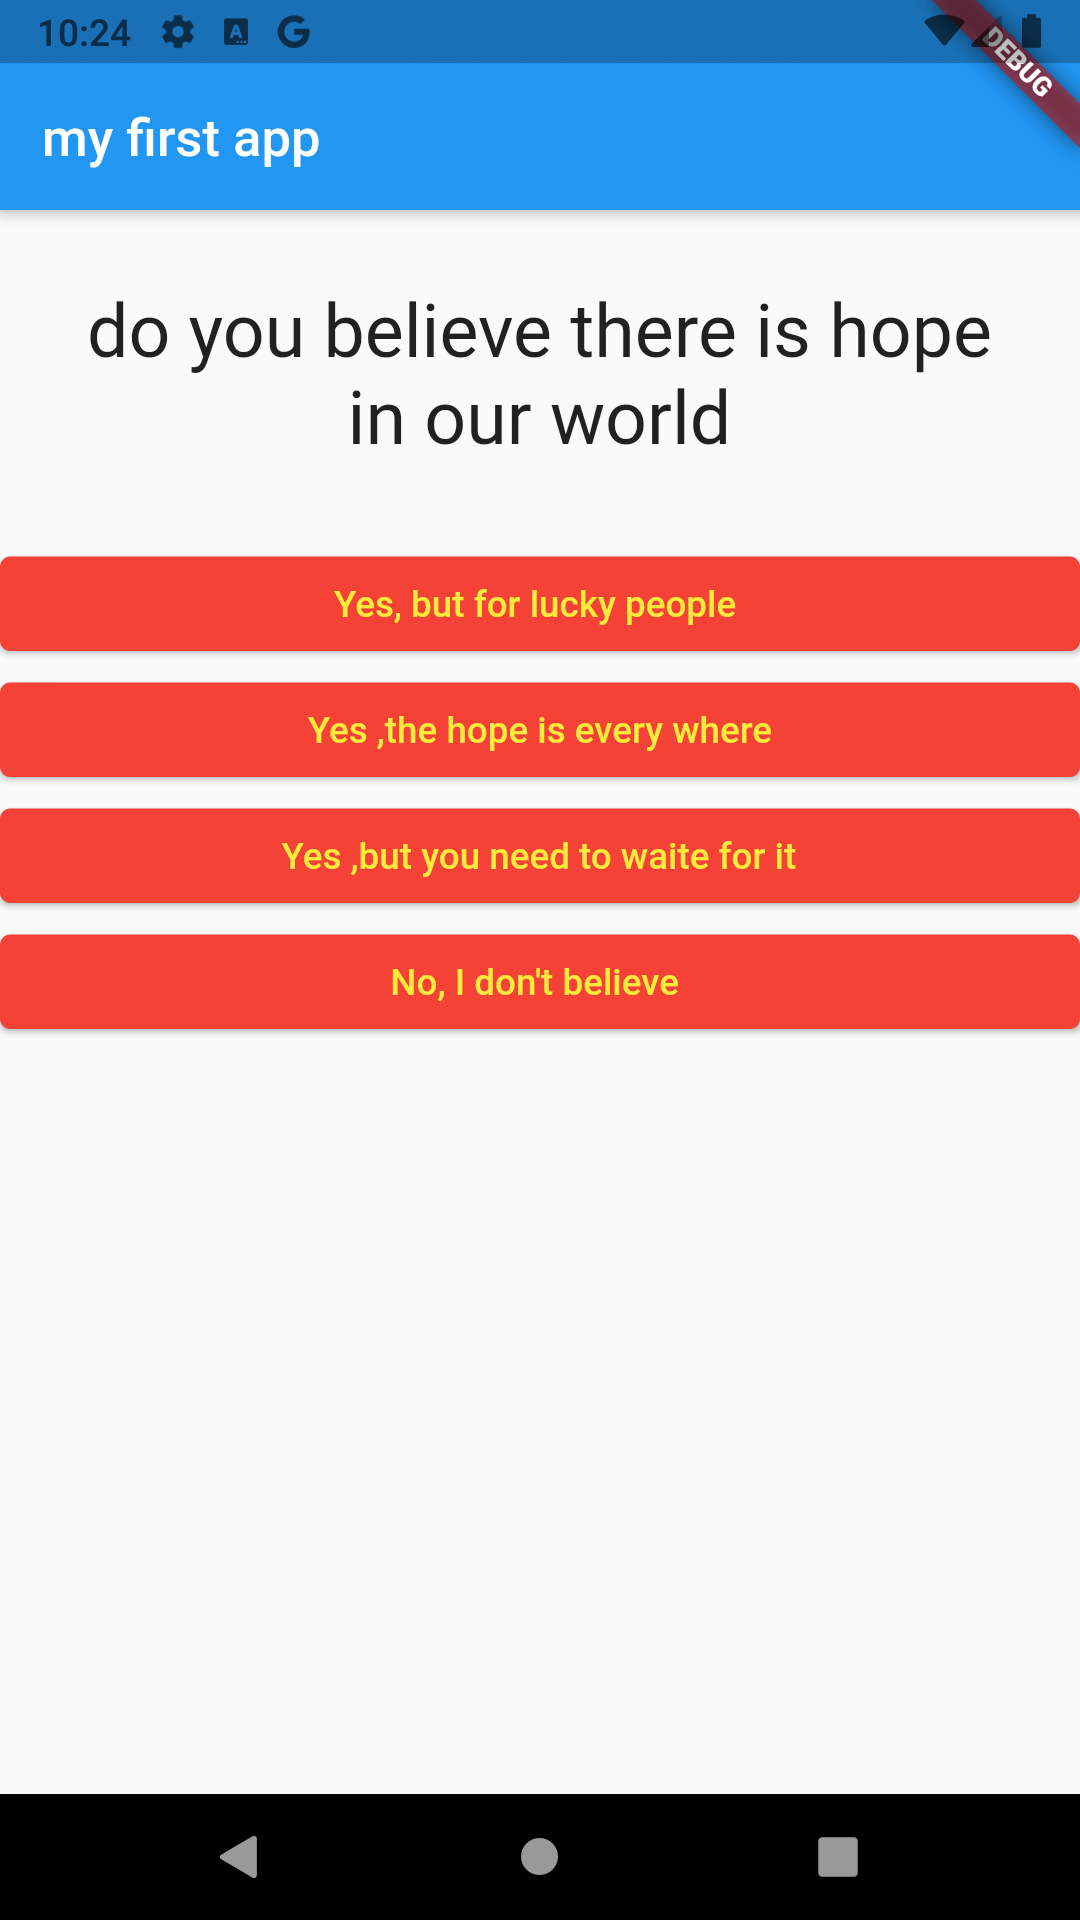 10:24
DEBUG
my first app
do you believe there is hope
in our world
Yes, but for lucky people
Yes ,the hope is every where
Yes ,but you need to waite for it
No, I don't believe